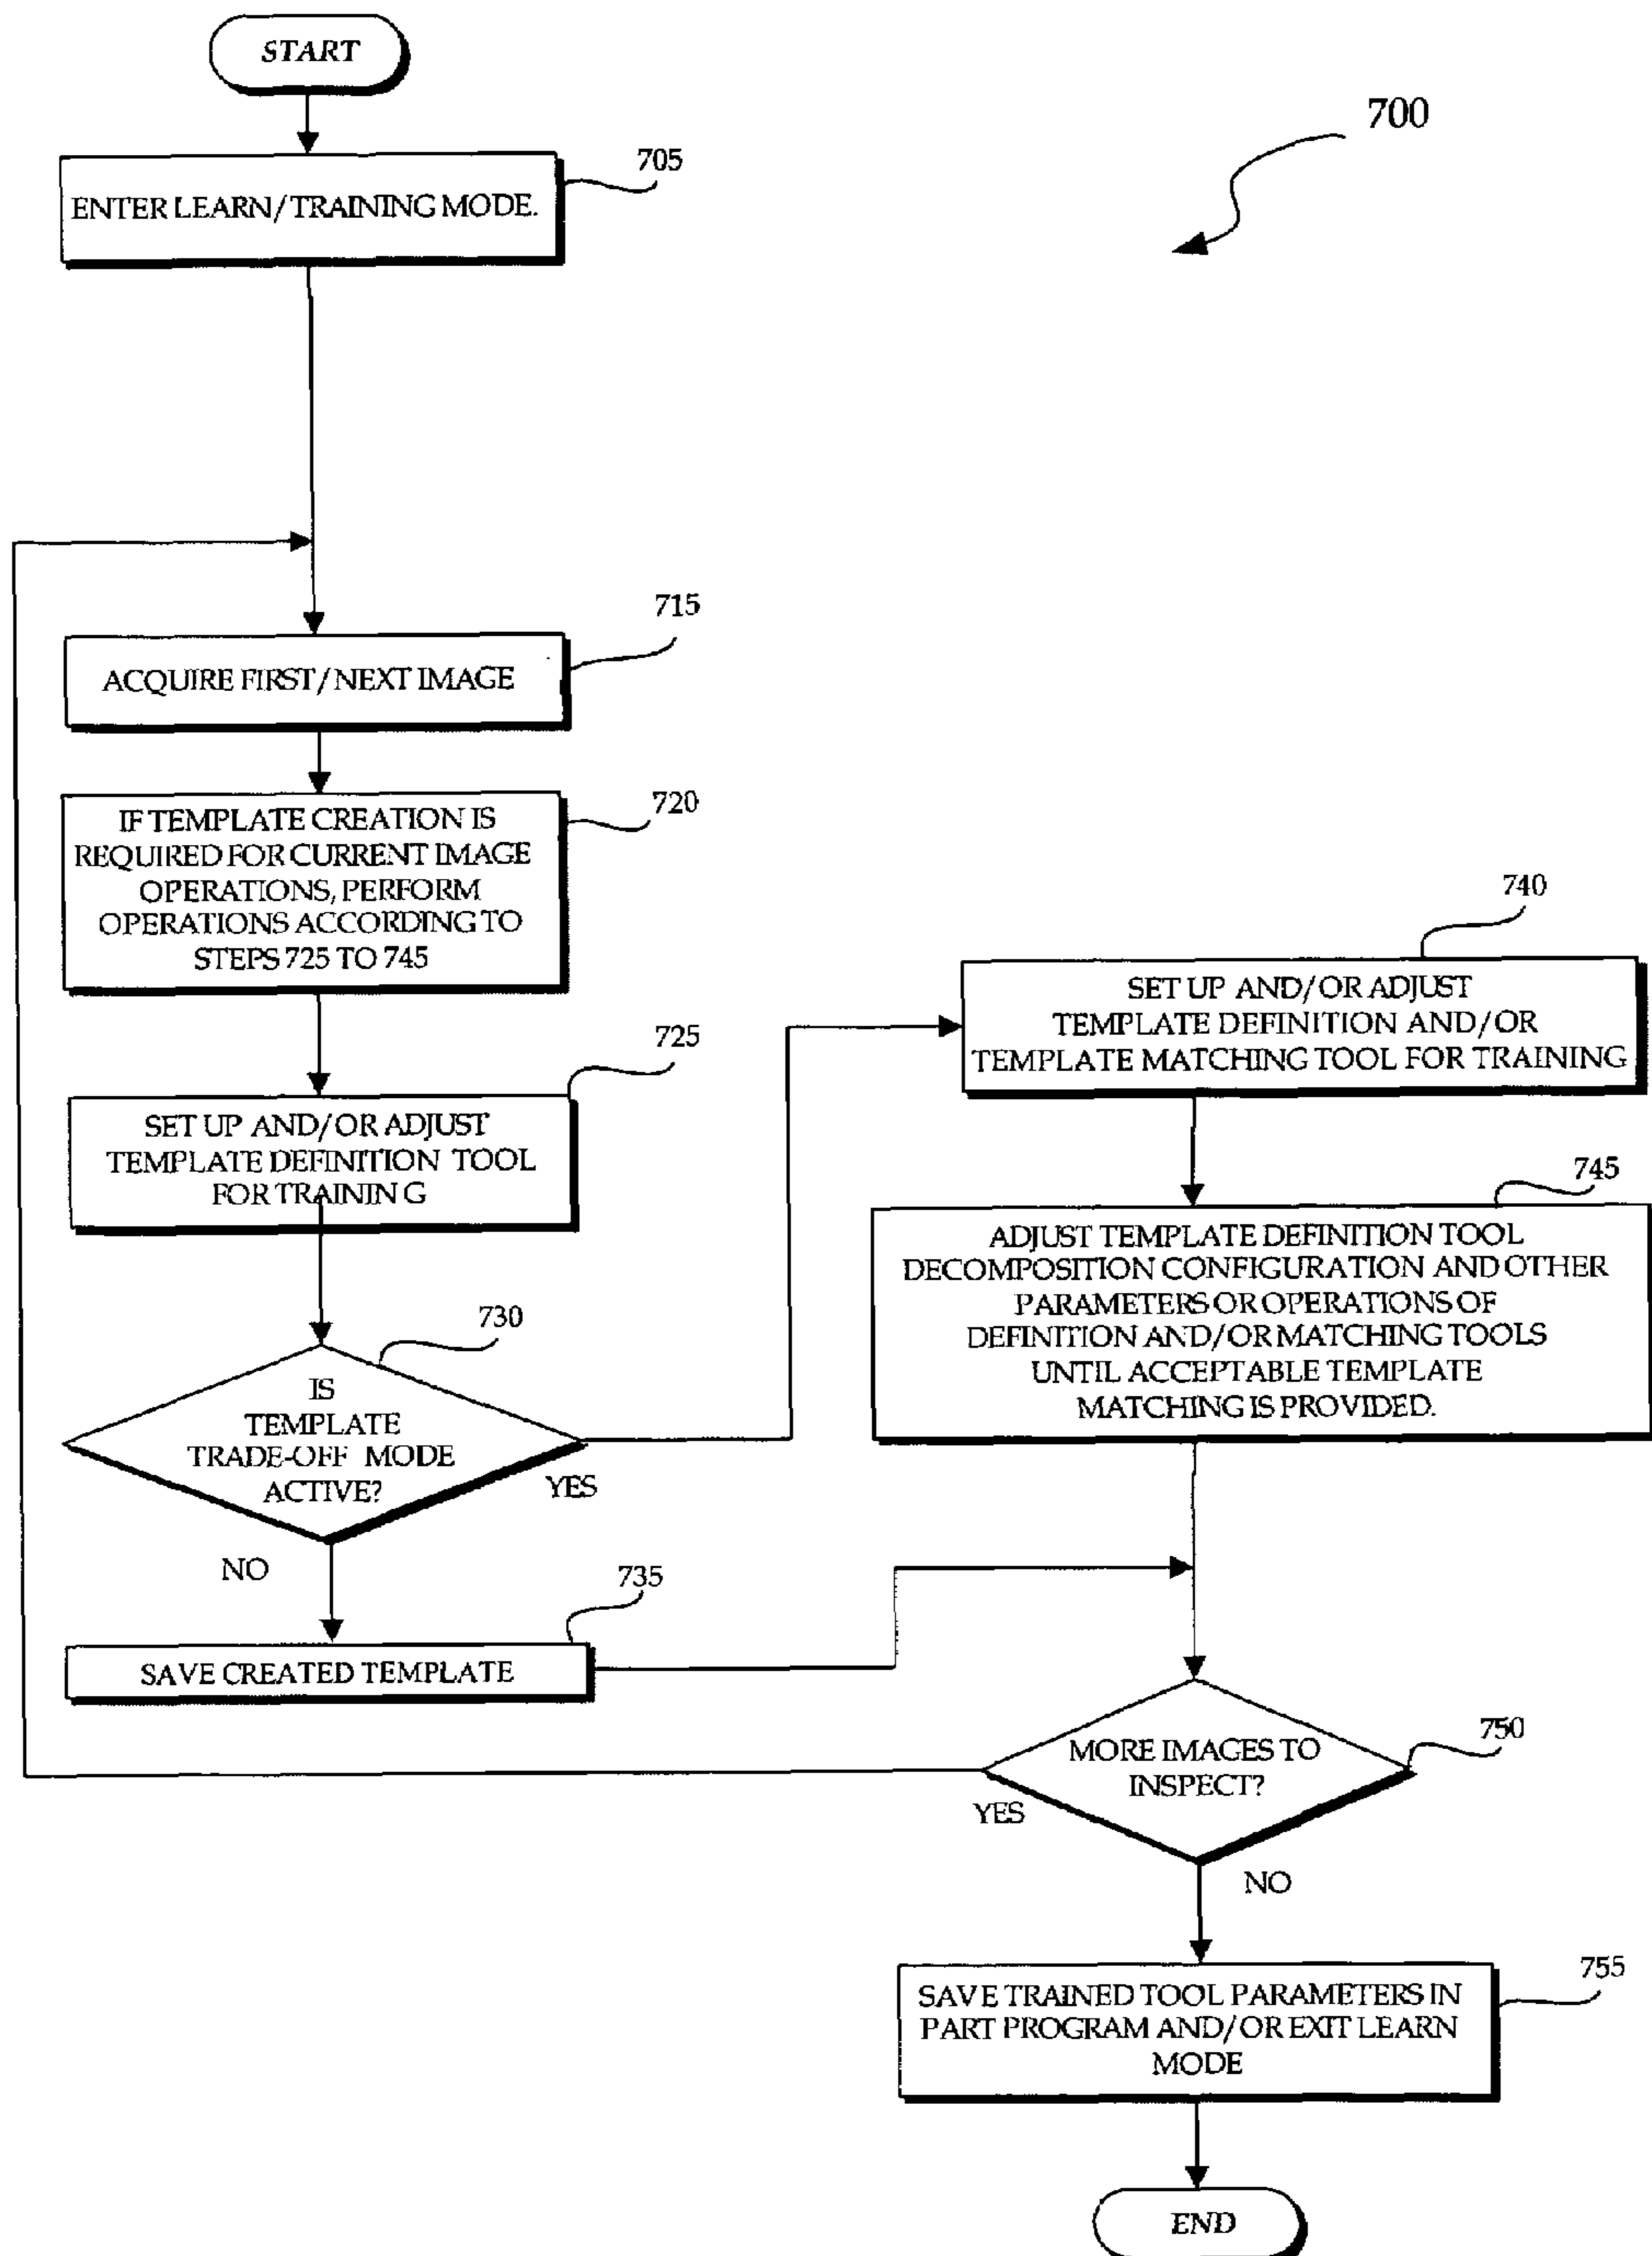 START
700
705
ENTER LEARN/TRAINING MODE.
715
ACQUIRE FIRST/NEXT IMAGE
720
IF TEMPLATE CREATION IS
REQUIRED FOR CURRENT IMAGE
OPERATIONS, PERFORM
OPERATIONS ACCORDING TO
STEPS 725 TO 745
725
SET UP AND/OR ADJUST
TEMPLATE DEFINITION TOOL
FOR TRAINING
730
IS
TEMPLATE
TRADE-OFF MODE
ACTIVE?
YES
NO
735
SAVE CREATED TEMPLATE
740
SET UP AND/OR ADJUST
TEMPLATE DEFINITION AND/OR
TEMPLATE MATCHING TOOL FOR TRAINING
745
ADJUST TEMPLATE DEFINITION TOOL
DECOMPOSITION CONFIGURATION AND OTHER
PARAMETERS OR OPERATIONS OF
DEFINITION AND/OR MATCHING TOOLS
UNTIL ACCEPTABLE TEMPLATE
MATCHING IS PROVIDED.
750
MORE IMAGES TO
INSPECT?
YES
NO
755
SAVE TRAINED TOOL PARAMETERS IN
PART PROGRAM AND/OR EXIT LEARN
MODE
END